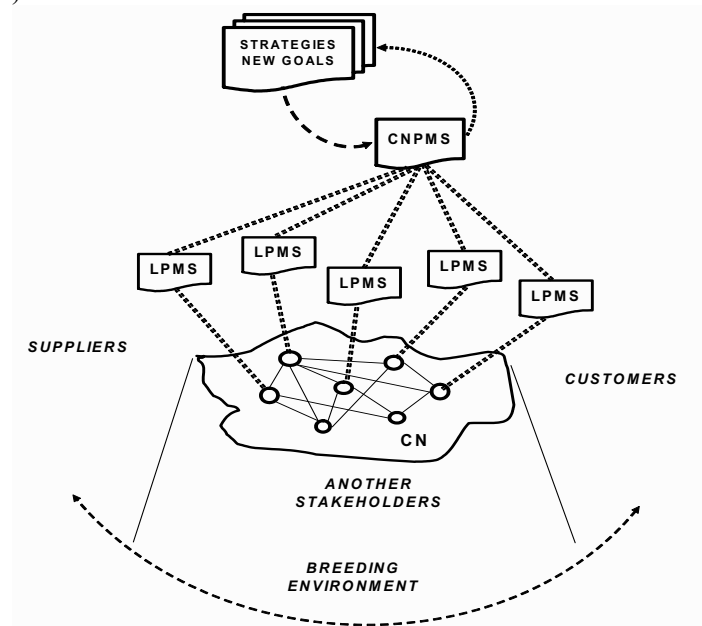 )
STRATEGIES
NEW GOALS
CNPMS
LPMS
LPMS
LPMS
LPMS
LPMS
SUPPLIERS
CUSTOMERS
CN
ANOTHER
STAKEHOLDERS
BREEDING
ENVIRONMENT